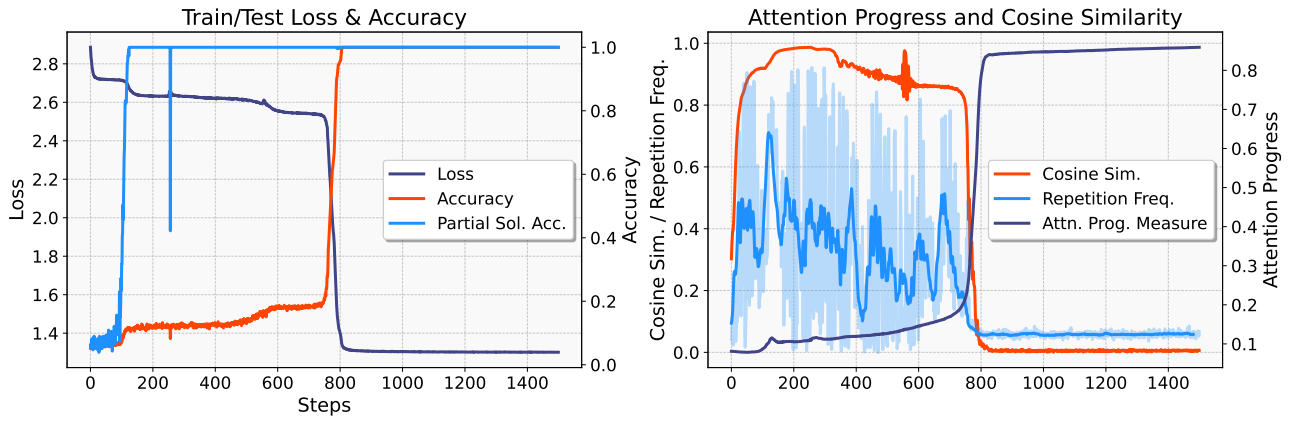 Train/Test Loss & Accuracy
Loss
2.8
2.6
2.4
2.2
2.0
1.8
1.6
1.4
0 200 400 600 800 1000 1200 1400
Steps
1.0
0.8
0.6
0.4
0.2
0.0
Accuracy
Loss
Accuracy
Partial Sol. Acc.
Attention Progress and Cosine Similarity
Cosine Sim. / Repetition Freq.
1.0
0.8
0.6
0.4
0.2
0.0
0 200 400 600 800 1000 1200 1400
0.8
0.7
0.6
0.5
0.4
0.3
0.2
0.1
Attention Progress
Cosine Sim.
Repetition Freq.
Attn. Prog. Measure